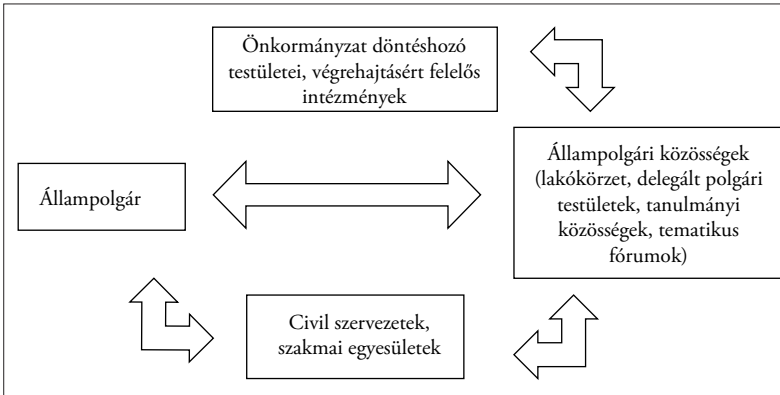 Önkormányzat döntéshozó
testületei, végrehajtásért felelős
intézmények
Állampolgár
Állampolgári közösségek
(lakókörzet, delegált polgári
testületek, tanulmányi
közösségek, tematikus
fórumok)
Civil szervezetek,
szakmai egyesületek